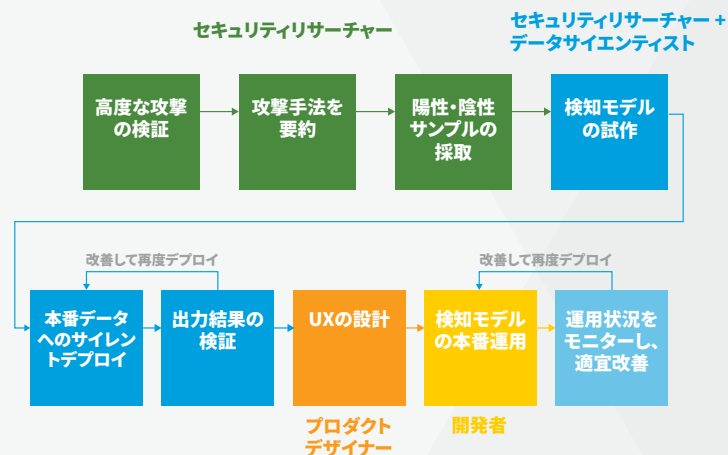 セキュリティリサーチャー
セキュリティリサーチャー +
データサイエンティスト
高度な攻撃
の検証
攻撃手法を
要約
陽性・陰性
サンプルの
採取
検知モデル
の試作
改善して再度デプロイ
改善して再度デプロイ
本番データ
へのサイレン
トデプロイ
出力結果の
検証
UXの設計
検知モデル
の本番運用
運用状況を
モニターし、
適宜改善
プロダクト
デザイナー
開発者